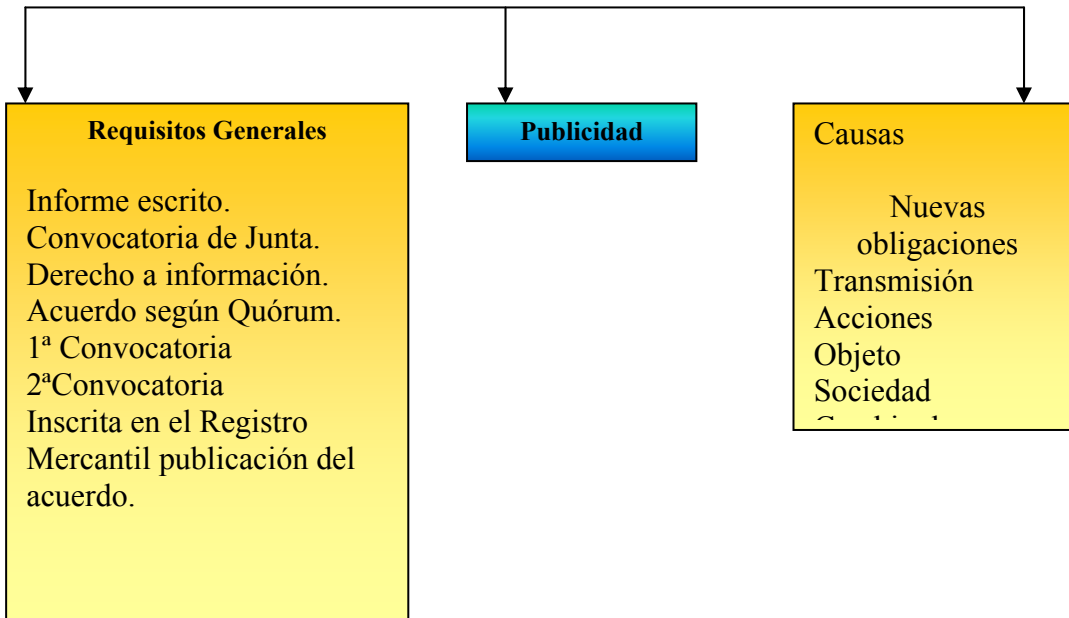 Requisitos Generales
Informe escrito.
Convocatoria de Junta.
Derecho a información.
Acuerdo según Quórum.
1ª Convocatoria
2ªConvocatoria
Inscrita en el Registro
Mercantil publicación del
acuerdo.
Publicidad
Causas
Nuevas
obligaciones
Transmisión
Acciones
Objeto
Sociedad